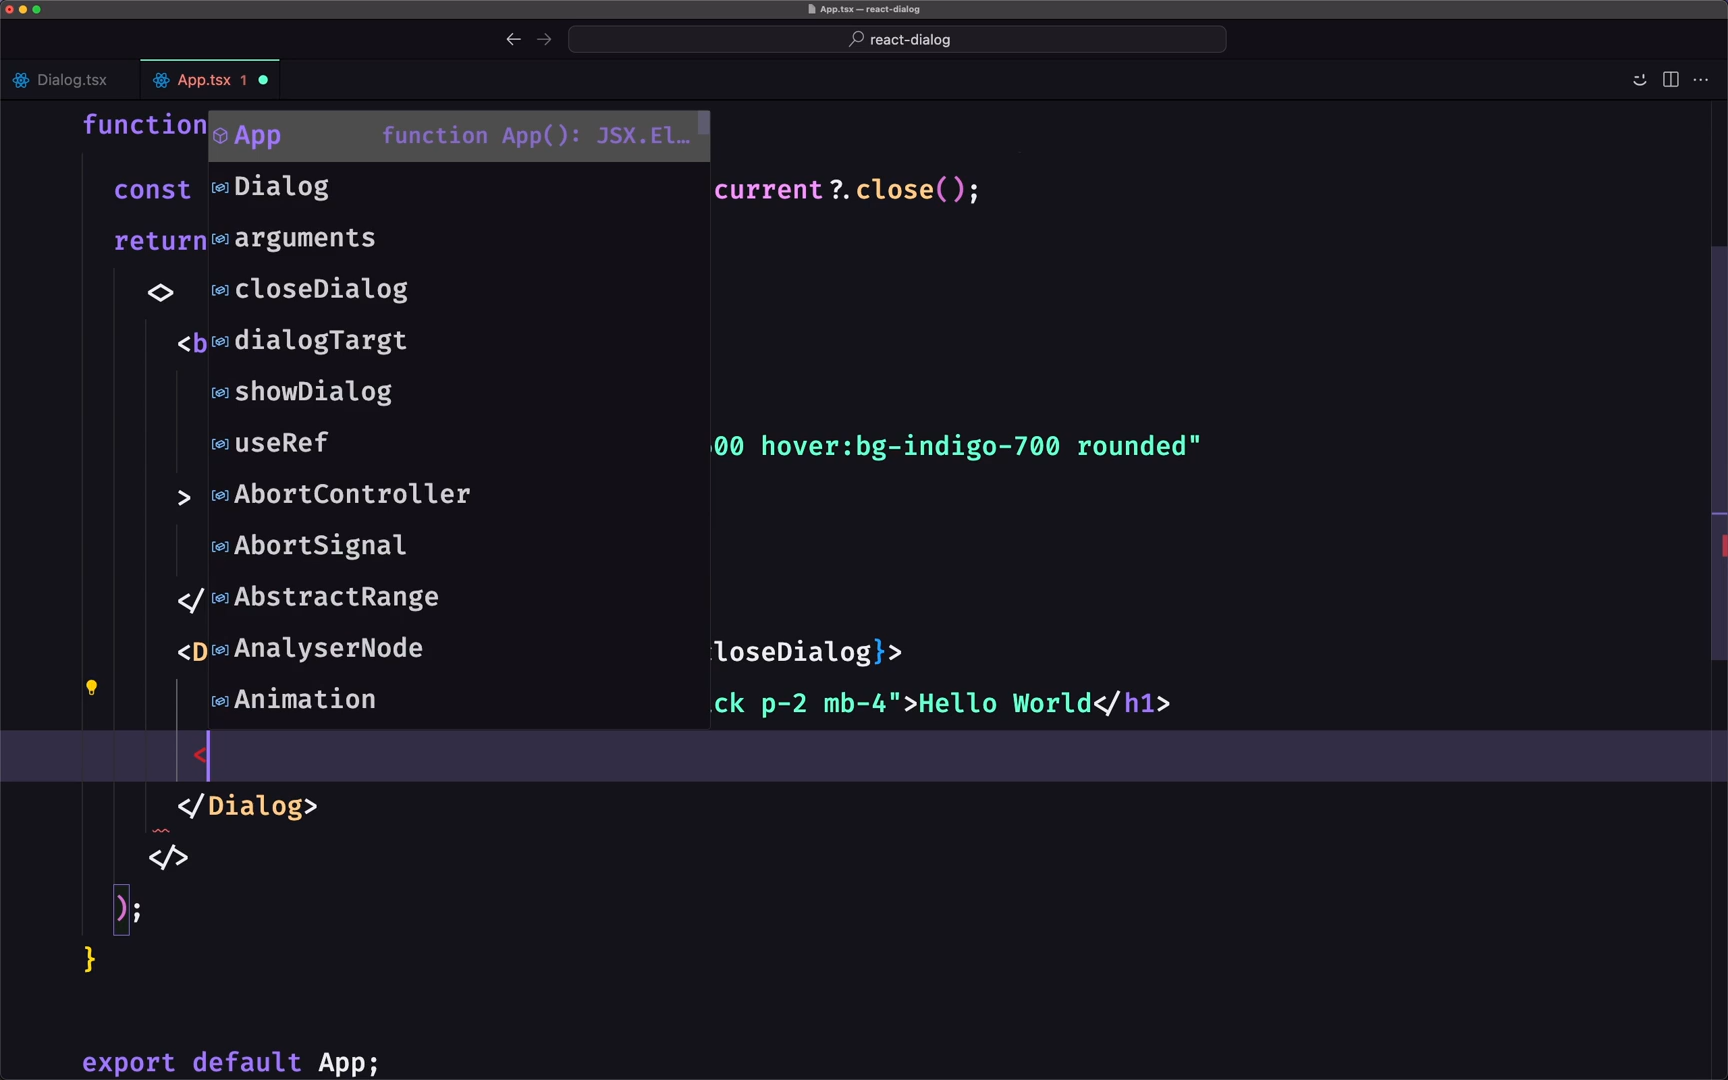 App.tsx — react-dialog
react-dialog
Dialog.tsx
App.tsx 1
function
App function App(): JSX.El…
const Dialog current?.close();
return arguments
<> closeDialog
<b dialogTargt
showDialog
useRef 00 hover:bg-indigo-700 rounded"
> AbortController
AbortSignal
</ AbstractRange
<D AnalyserNode loseDialog}>
Animation ck p-2 mb-4">Hello World</h1>
<
</Dialog>
</>
);
}
export default App;